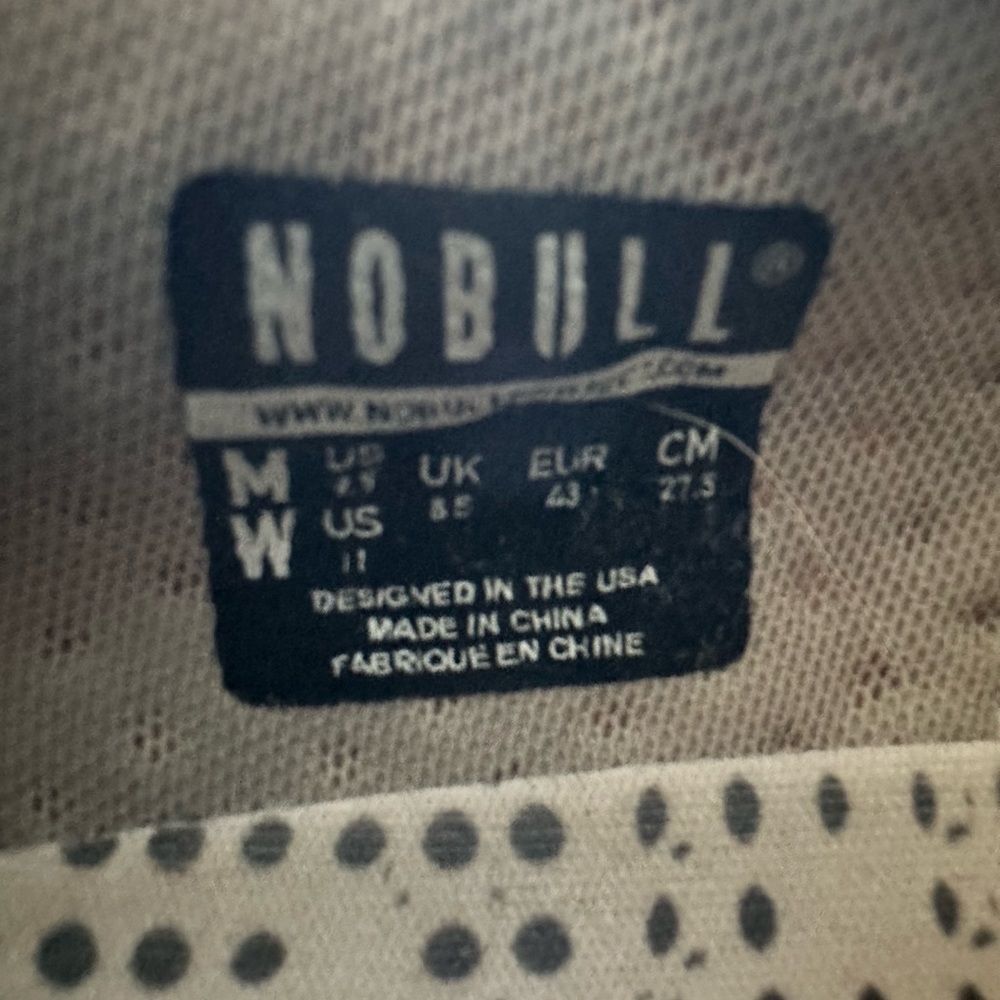 NOBULL®
M US UK EUR CM
8.5 43 27.5
W US
11
DESIGNED IN THE USA
MADE IN CHINA
FABRIQUE EN CHINE